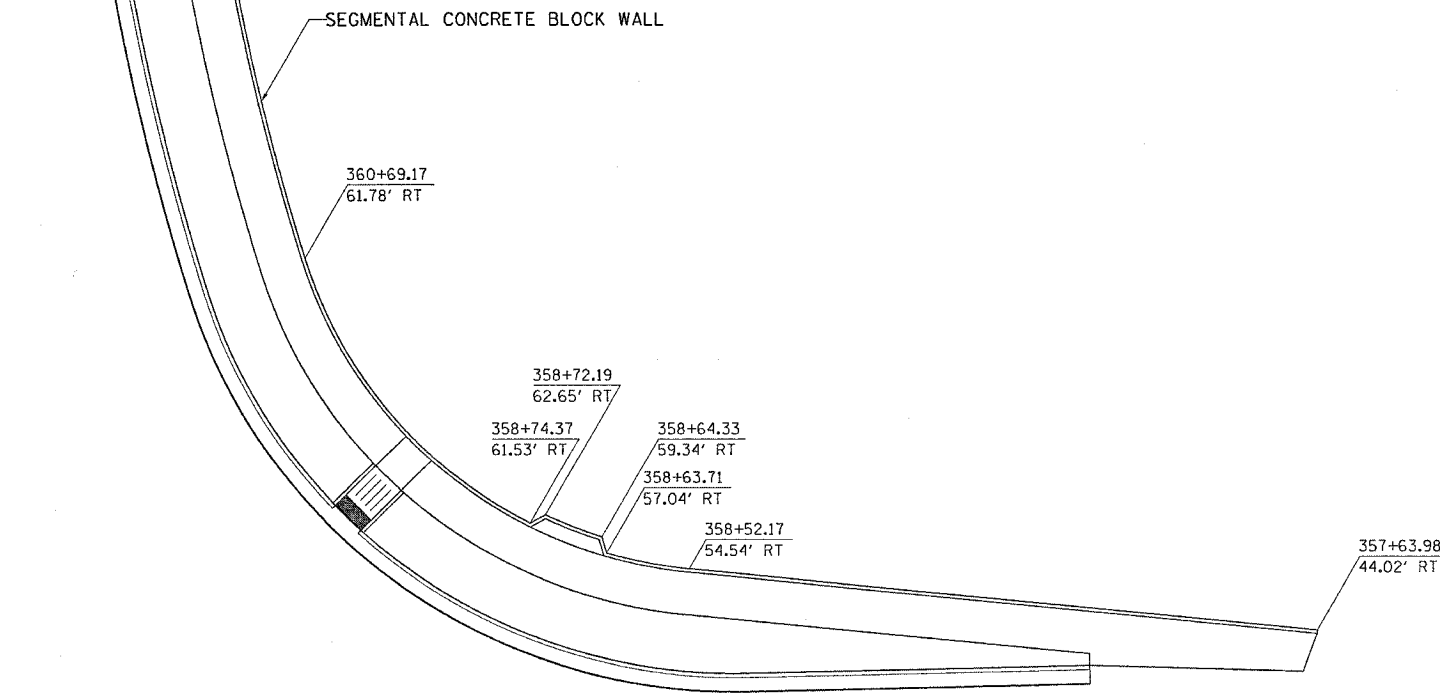 SEGMENTAL CONCRETE BLOCK WALL
360+69.17
61.78' RT
358+72.19
62.65' RT
358+74.37
61.53' RT
358+64.33
59.34' RT
358+63.71
57.04' RT
358+52.17
54.54' RT
357+63.98
44.02' RT